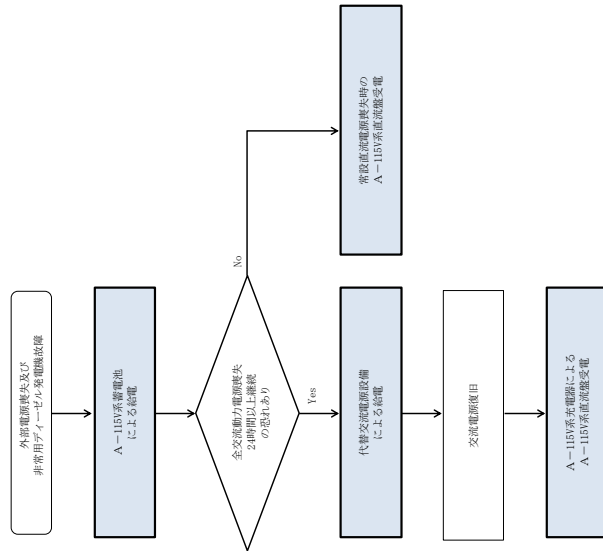 外部電源喪失及び
非常用ディーゼル発電機故障
A－115V系蓄電池
による給電
全交流動力電源喪失
24時間以上継続
の恐れあり
No
Yes
常設直流電源喪失時の
A－115V系直流盤受電
代替交流電源設備
による給電
交流電源復旧
A－115V系充電器による
A－115V系直流盤受電